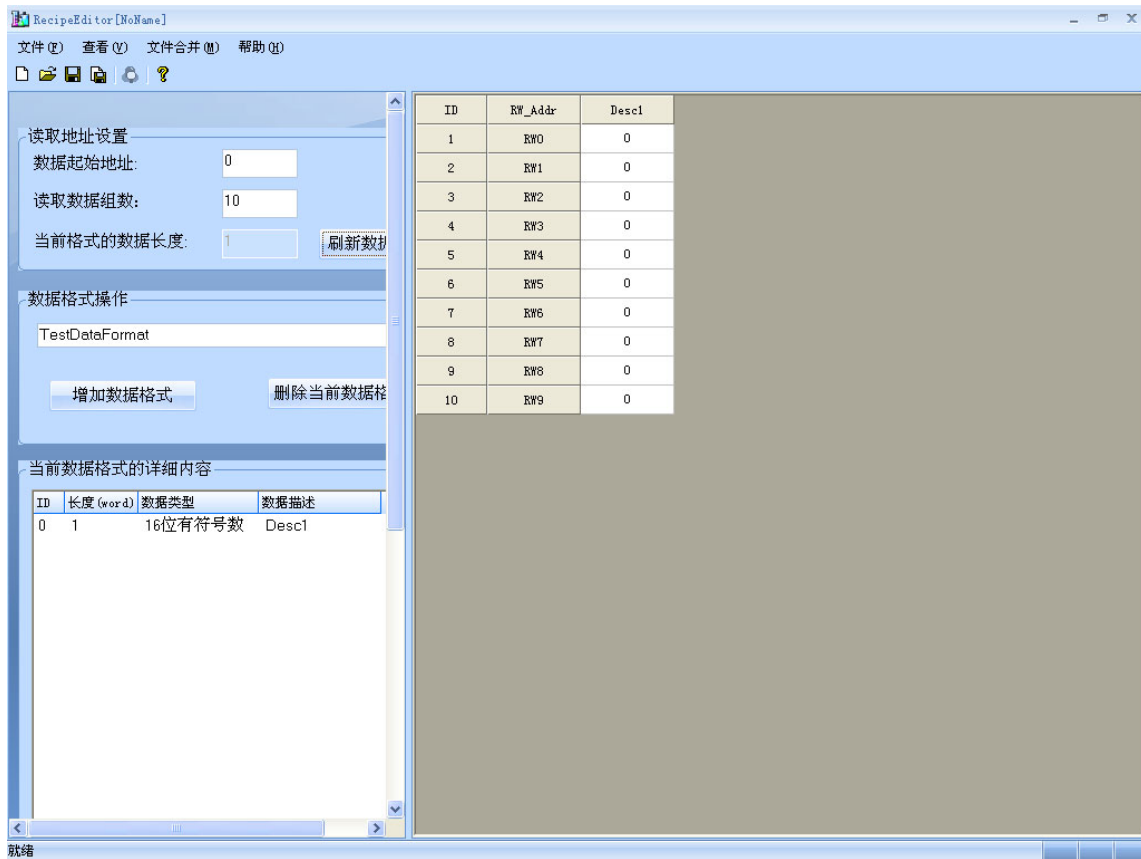 RecipeEditor[NoName]
文件(F) 查看(V) 文件合并(M) 帮助(H)
读取地址设置
数据起始地址: 0
读取数据组数: 10
当前格式的数据长度: 1 刷新数据
数据格式操作
TestDataFormat
增加数据格式 删除当前数据格
当前数据格式的详细内容
ID 长度(word) 数据类型 数据描述
0 1 16位有符号数 Desc1
ID RW_Addr Desc1
1 RW0 0
2 RW1 0
3 RW2 0
4 RW3 0
5 RW4 0
6 RW5 0
7 RW6 0
8 RW7 0
9 RW8 0
10 RW9 0
就绪